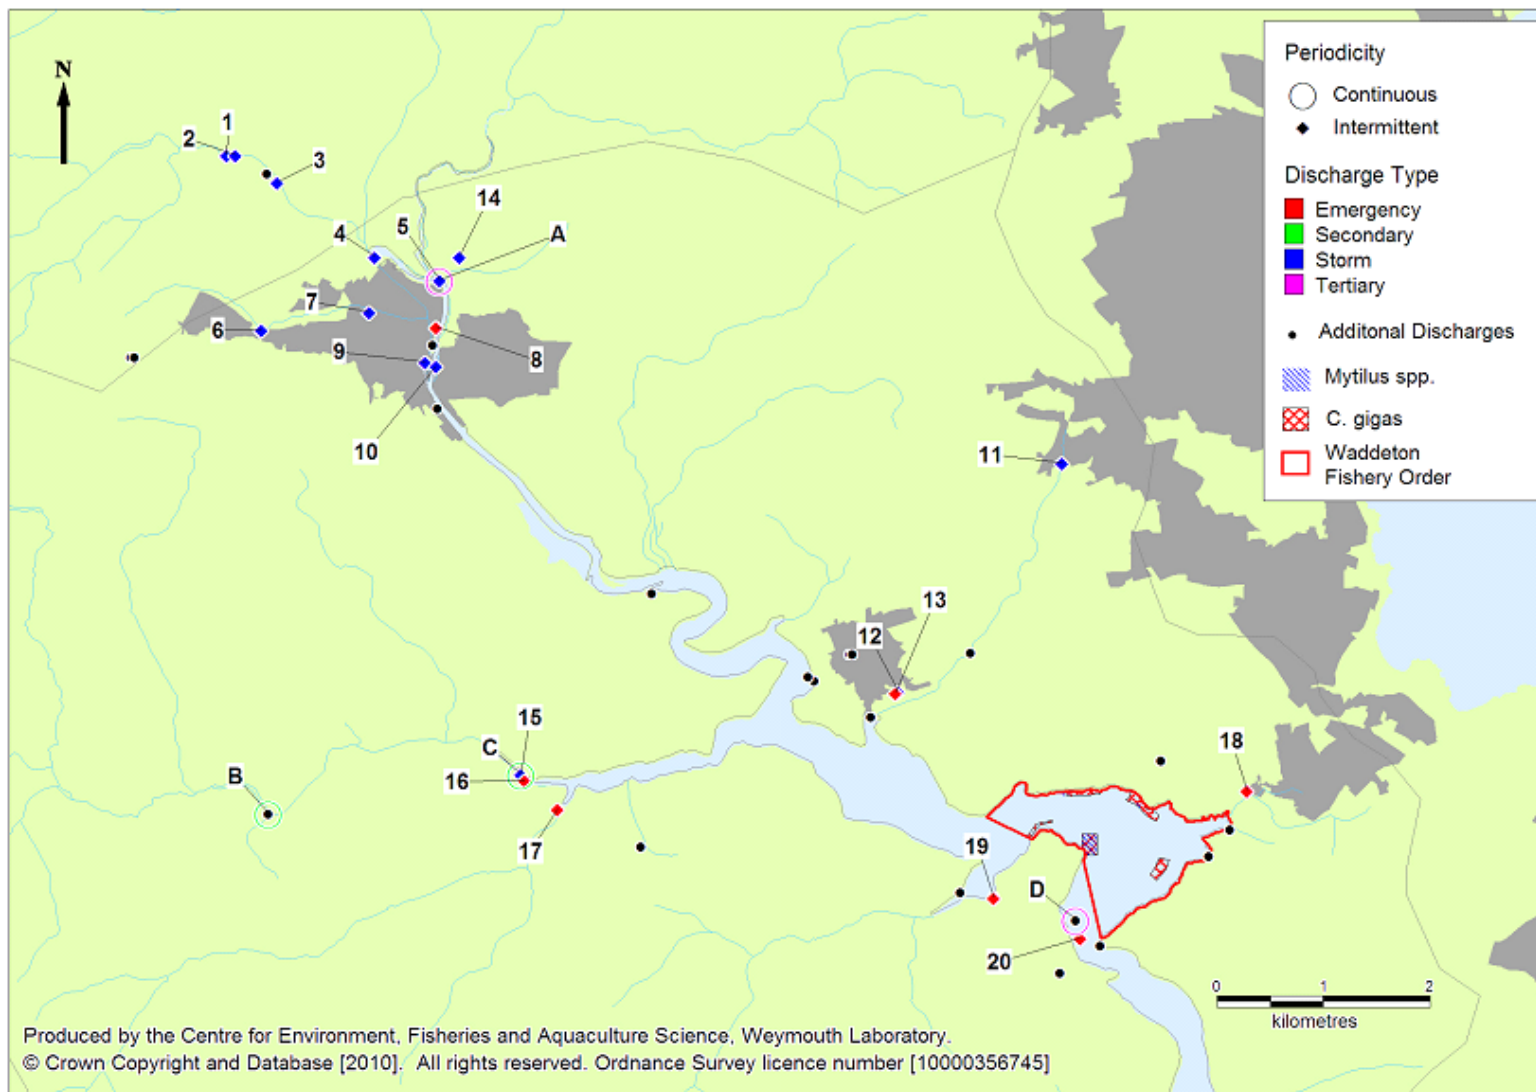 N
1
2
3
14
5
A
4
7
6
9
8
10
11
13
12
15
C
16
B
17
18
19
D
20
Periodicity
Continuous
Intermittent
Discharge Type
Emergency
Secondary
Storm
Tertiary
Additonal Discharges
Mytilus spp.
C. gigas
Waddeton
Fishery Order
0 1 2
kilometres
Produced by the Centre for Environment, Fisheries and Aquaculture Science, Weymouth Laboratory.
© Crown Copyright and Database [2010]. All rights reserved. Ordnance Survey licence number [10000356745]